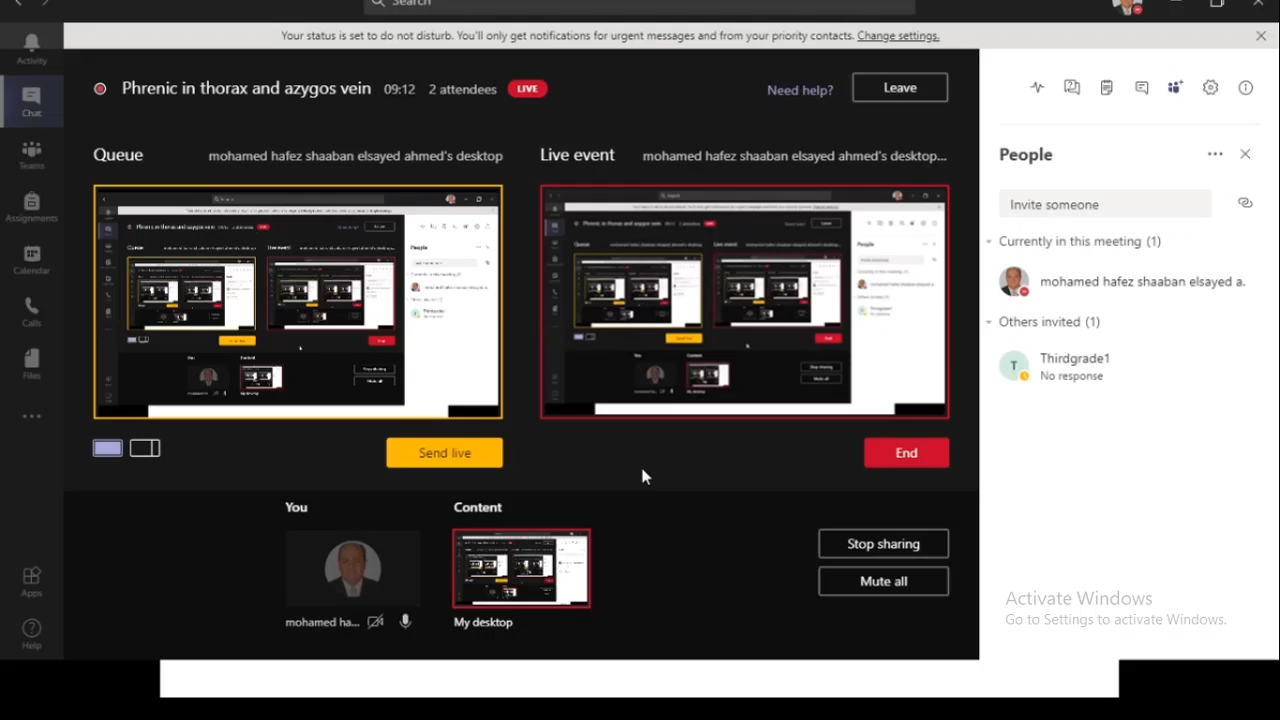 Search
Your status is set to do not disturb. You'll only get notifications for urgent messages and from your priority contacts. Change settings.
Activity
Chat
Teams
Assignments
Calendar
Calls
Files
Apps
Help
Phrenic in thorax and azygos vein 09:12 2 attendees LIVE
Need help? Leave
Queue mohamed hafez shaaban elsayed ahmed's desktop
Live event mohamed hafez shaaban elsayed ahmed's desktop...
Send live
End
You
Content
mohamed ha...
My desktop
Stop sharing
Mute all
People
Invite someone
Currently in this meeting (1)
mohamed hafez shaaban elsayed a.
Others invited (1)
T
Thirdgrade1
No response
Activate Windows
Go to Settings to activate Windows.